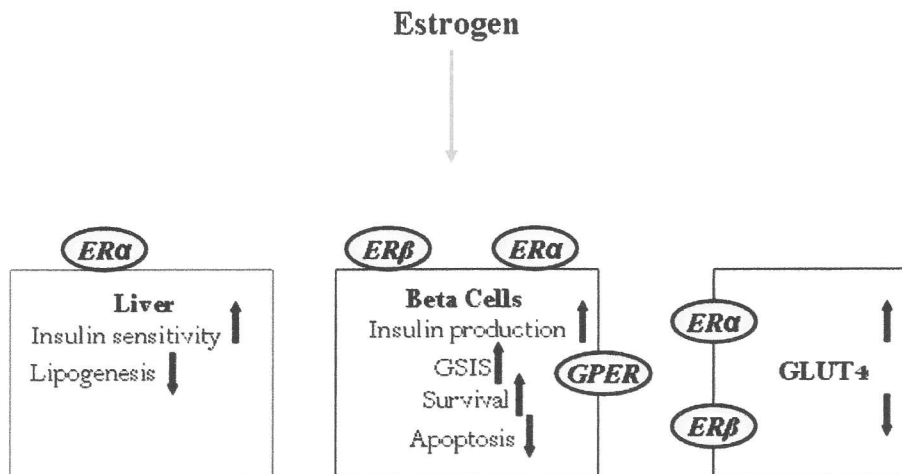 Estrogen
ERα
ERβ
ERα
Liver
Insulin sensitivity
Lipogenesis
Beta Cells
Insulin production
GSIS
Survival
Apoptosis
GPER
ERα
GLUT4
ERβ